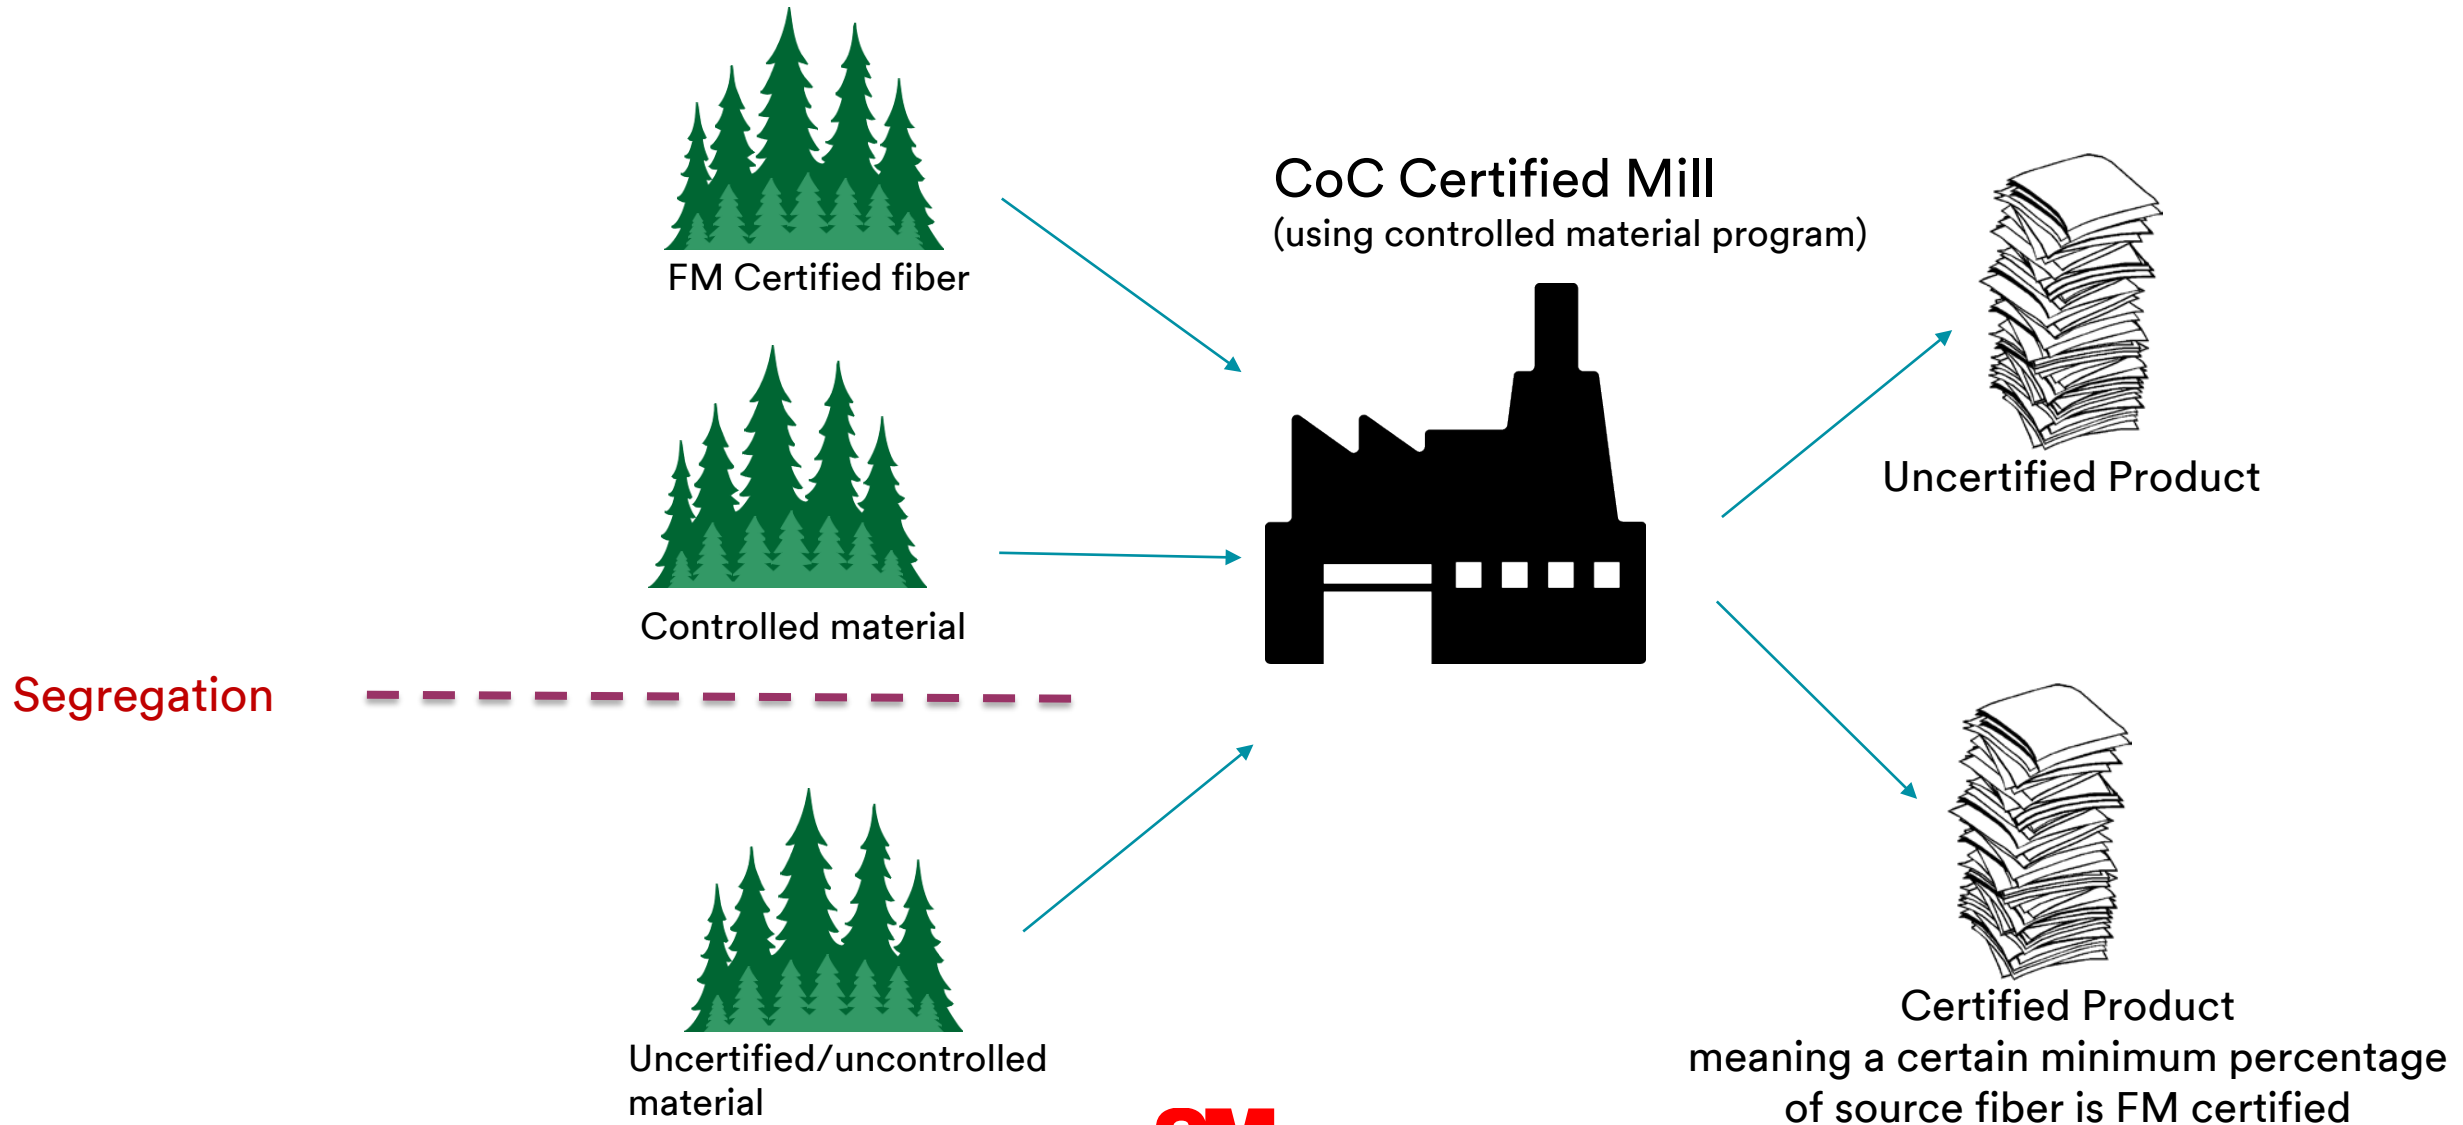 FM Certified fiber
CoC Certified Mill
(using controlled material program)
Uncertified Product
Controlled material
Segregation
Certified Product
meaning a certain minimum percentage
of source fiber is FM certified
Uncertified/uncontrolled
material